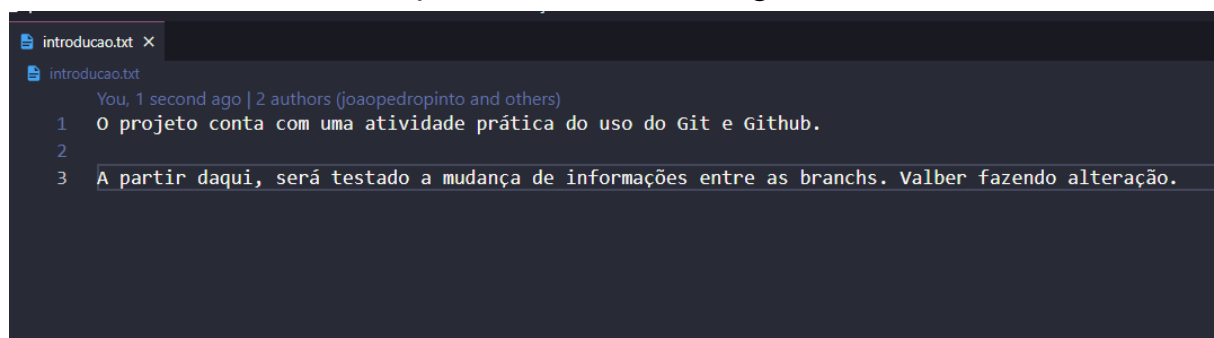 introducao.txt
introducao.txt
You, 1 second ago | 2 authors (joaopedropinto and others)
1 O projeto conta com uma atividade prática do uso do Git e Github.
2
3 A partir daqui, será testado a mudança de informações entre as branchs. Valber fazendo alteração.